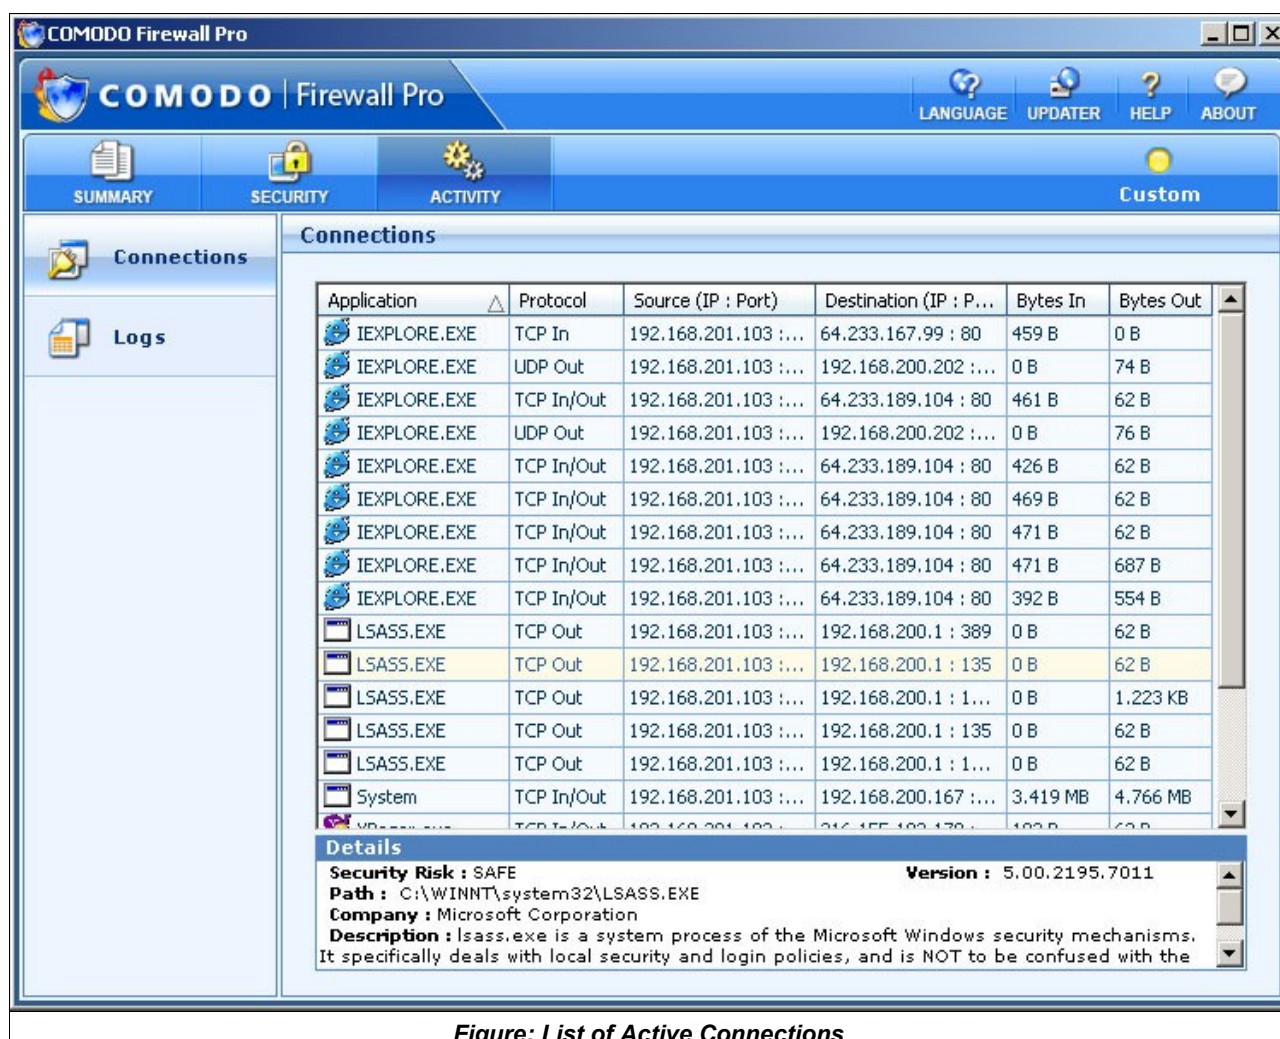 COMODO Firewall Pro
COMODO | Firewall Pro
LANGUAGE UPDATER HELP ABOUT
SUMMARY SECURITY ACTIVITY Custom
Connections
Logs
Connections
Application Protocol Source (IP : Port) Destination (IP : P... Bytes In Bytes Out
IEXPLORE.EXE TCP In 192.168.201.103 :... 64.233.167.99 : 80 459 B 0 B
IEXPLORE.EXE UDP Out 192.168.201.103 :... 192.168.200.202 :... 0 B 74 B
IEXPLORE.EXE TCP In/Out 192.168.201.103 :... 64.233.189.104 : 80 461 B 62 B
IEXPLORE.EXE UDP Out 192.168.201.103 :... 192.168.200.202 :... 0 B 76 B
IEXPLORE.EXE TCP In/Out 192.168.201.103 :... 64.233.189.104 : 80 426 B 62 B
IEXPLORE.EXE TCP In/Out 192.168.201.103 :... 64.233.189.104 : 80 469 B 62 B
IEXPLORE.EXE TCP In/Out 192.168.201.103 :... 64.233.189.104 : 80 471 B 62 B
IEXPLORE.EXE TCP In/Out 192.168.201.103 :... 64.233.189.104 : 80 471 B 687 B
IEXPLORE.EXE TCP In/Out 192.168.201.103 :... 64.233.189.104 : 80 392 B 554 B
LSASS.EXE TCP Out 192.168.201.103 :... 192.168.200.1 : 389 0 B 62 B
LSASS.EXE TCP Out 192.168.201.103 :... 192.168.200.1 : 135 0 B 62 B
LSASS.EXE TCP Out 192.168.201.103 :... 192.168.200.1 : 1... 0 B 1.223 KB
LSASS.EXE TCP Out 192.168.201.103 :... 192.168.200.1 : 135 0 B 62 B
LSASS.EXE TCP Out 192.168.201.103 :... 192.168.200.1 : 1... 0 B 62 B
System TCP In/Out 192.168.201.103 :... 192.168.200.167 :... 3.419 MB 4.766 MB
Details
Security Risk : SAFE Version : 5.00.2195.7011
Path : C:\WINNT\system32\LSASS.EXE
Company : Microsoft Corporation
Description : lsass.exe is a system process of the Microsoft Windows security mechanisms.
It specifically deals with local security and login policies, and is NOT to be confused with the
Figure: List of Active Connections